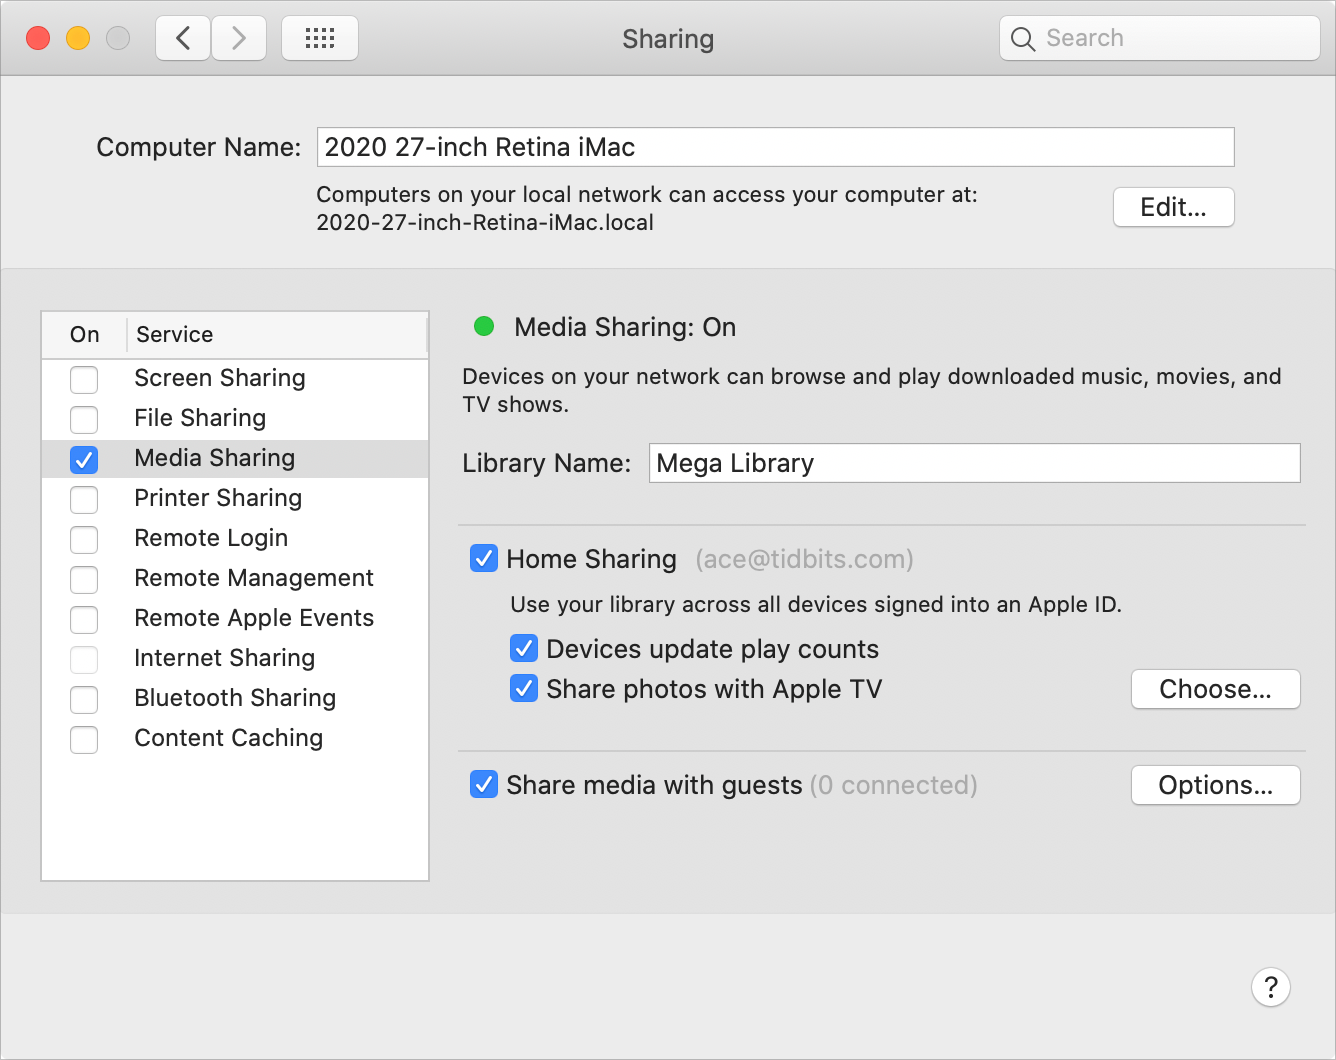 Sharing
Search
Computer Name: 2020 27-inch Retina iMac
Computers on your local network can access your computer at:
2020-27-inch-Retina-iMac.local
Edit...
On Service
Screen Sharing
File Sharing
Media Sharing
Printer Sharing
Remote Login
Remote Management
Remote Apple Events
Internet Sharing
Bluetooth Sharing
Content Caching
Media Sharing: On
Devices on your network can browse and play downloaded music, movies, and
TV shows.
Library Name: Mega Library
Home Sharing (ace@tidbits.com)
Use your library across all devices signed into an Apple ID.
Devices update play counts
Share photos with Apple TV
Choose...
Share media with guests (0 connected)
Options...
?